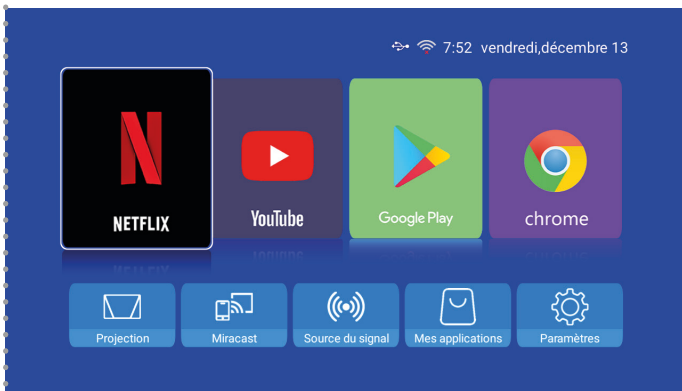 7:52 vendredi,décembre 13
NETFLIX
YouTube
Google Play
chrome
Projection
Miracast
Source du signal
Mes applications
Paramètres